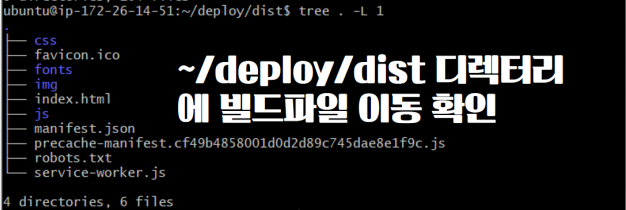 ubuntu@ip-172-26-14-51:~/deploy/dist$ tree . -L 1
.
├── css
├── favicon.ico
├── fonts
├── img
├── index.html
├── js
├── manifest.json
├── precache-manifest.cf49b4858001d0d2d89c745dae8e1f9c.js
├── robots.txt
└── service-worker.js
~/deploy/dist 디렉터리
에 빌드파일 이동 확인
4 directories, 6 files